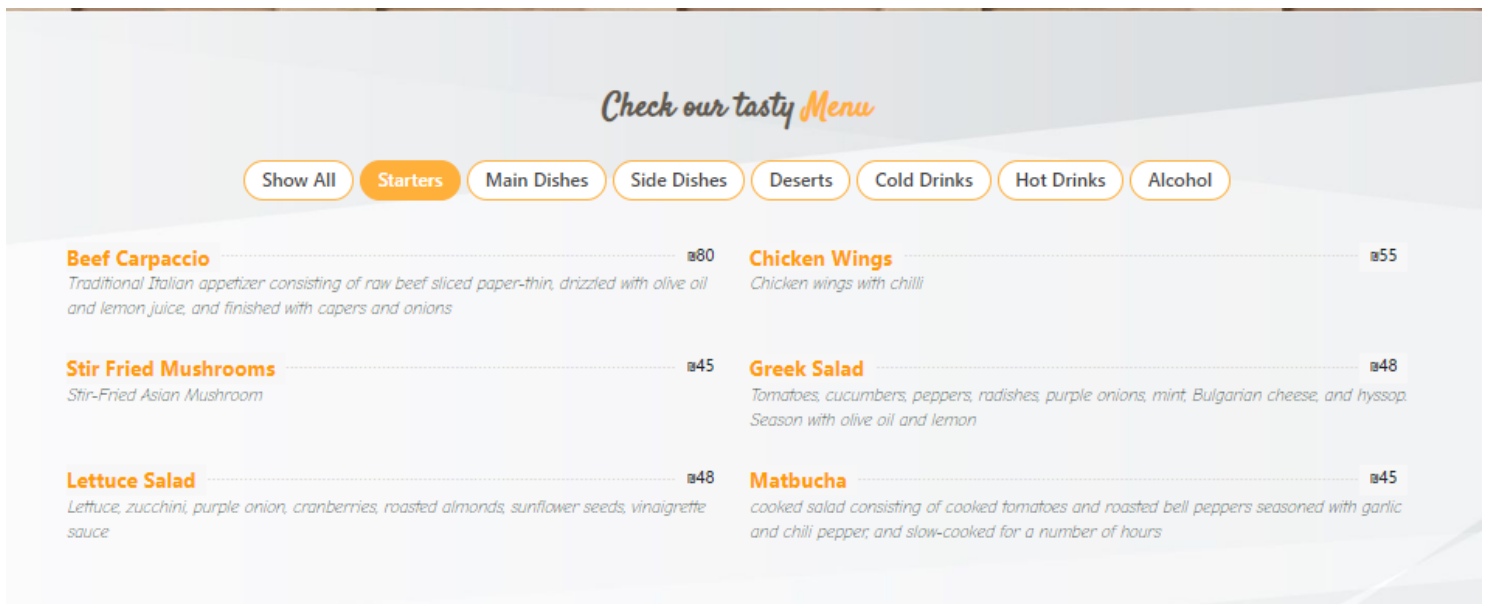 Check our tasty Menu
Show All Starters Main Dishes Side Dishes Deserts Cold Drinks Hot Drinks Alcohol
Beef Carpaccio ₪80
Traditional Italian appetizer consisting of raw beef sliced paper-thin, drizzled with olive oil
and lemon juice, and finished with capers and onions
Chicken Wings ₪55
Chicken wings with chilli
Stir Fried Mushrooms ₪45
Stir-Fried Asian Mushroom
Greek Salad ₪48
Tomatoes, cucumbers, peppers, radishes, purple onions, mint, Bulgarian cheese, and hyssop.
Season with olive oil and lemon
Lettuce Salad ₪48
Lettuce, zucchini, purple onion, cranberries, roasted almonds, sunflower seeds, vinaigrette
sauce
Matbucha ₪45
cooked salad consisting of cooked tomatoes and roasted bell peppers seasoned with garlic
and chili pepper, and slow-cooked for a number of hours